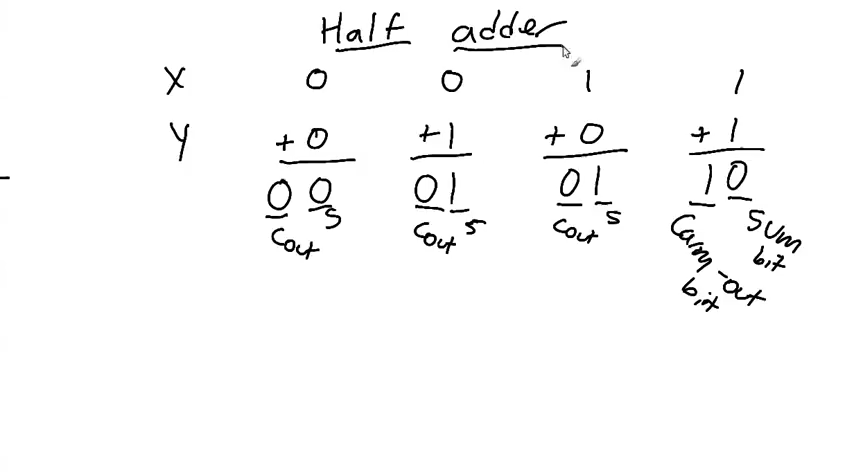 Half adder
X 0 0 1 1
Y +0 +1 +0 +1
00 01 01 10
Cout S Cout S Cout S Carry-out bit Sum bit